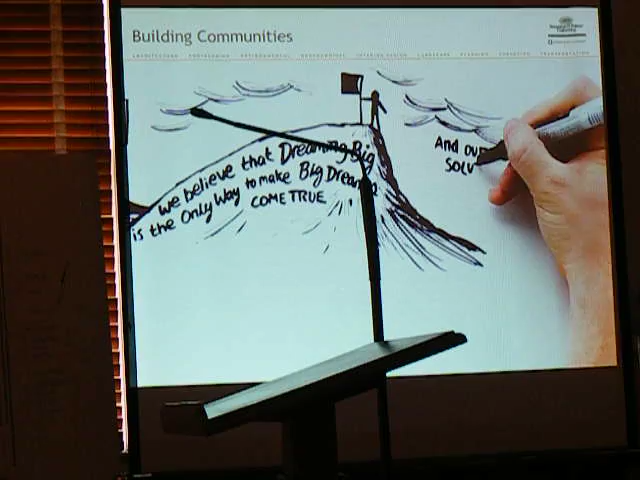 Building Communities
we believe that Dreaming Big
is the Only Way to make Big Dreams
COME TRUE
And our
SOLV